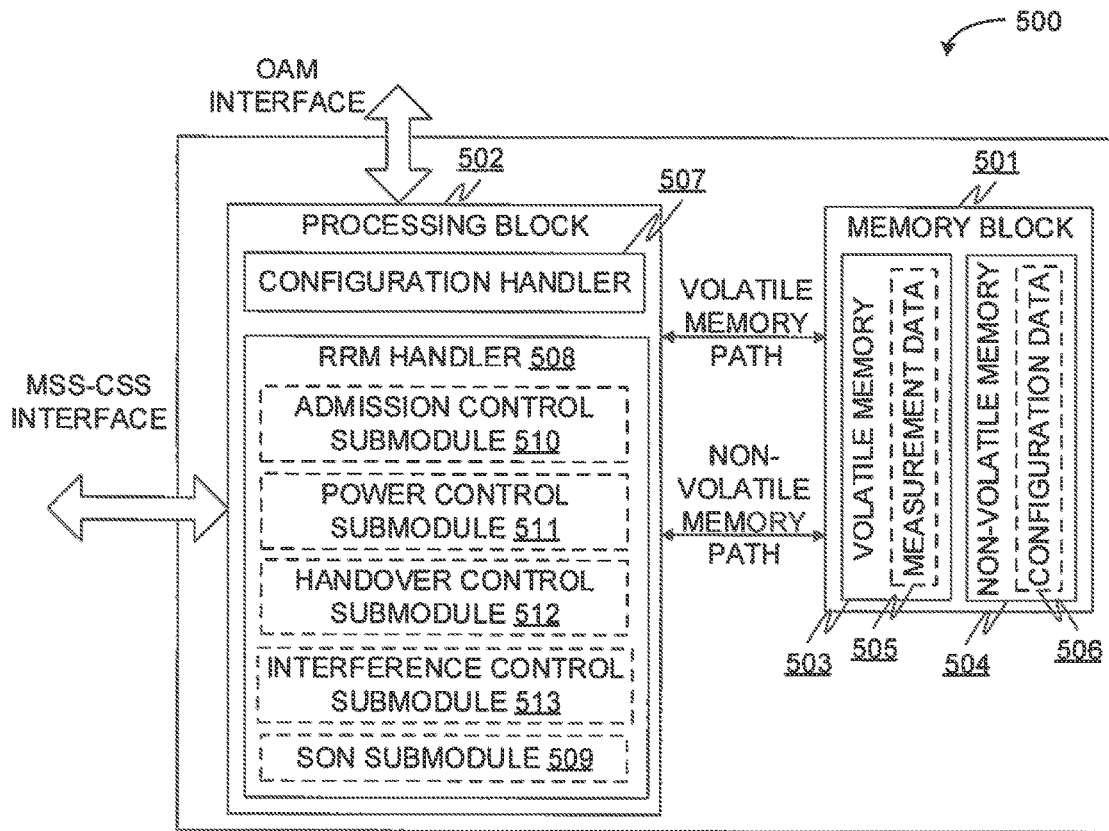 500
OAM
INTERFACE
502
507
501
PROCESSING BLOCK
CONFIGURATION HANDLER
RRM HANDLER 508
ADMISSION CONTROL
SUBMODULE 510
POWER CONTROL
SUBMODULE 511
HANDOVER CONTROL
SUBMODULE 512
INTERFERENCE CONTROL
SUBMODULE 513
SON SUBMODULE 509
MSS-CSS
INTERFACE
VOLATILE
MEMORY
PATH
NON-
VOLATILE
MEMORY
PATH
MEMORY BLOCK
VOLATILE MEMORY
MEASUREMENT DATA
NON-VOLATILE MEMORY
CONFIGURATION DATA
503
505
504
506